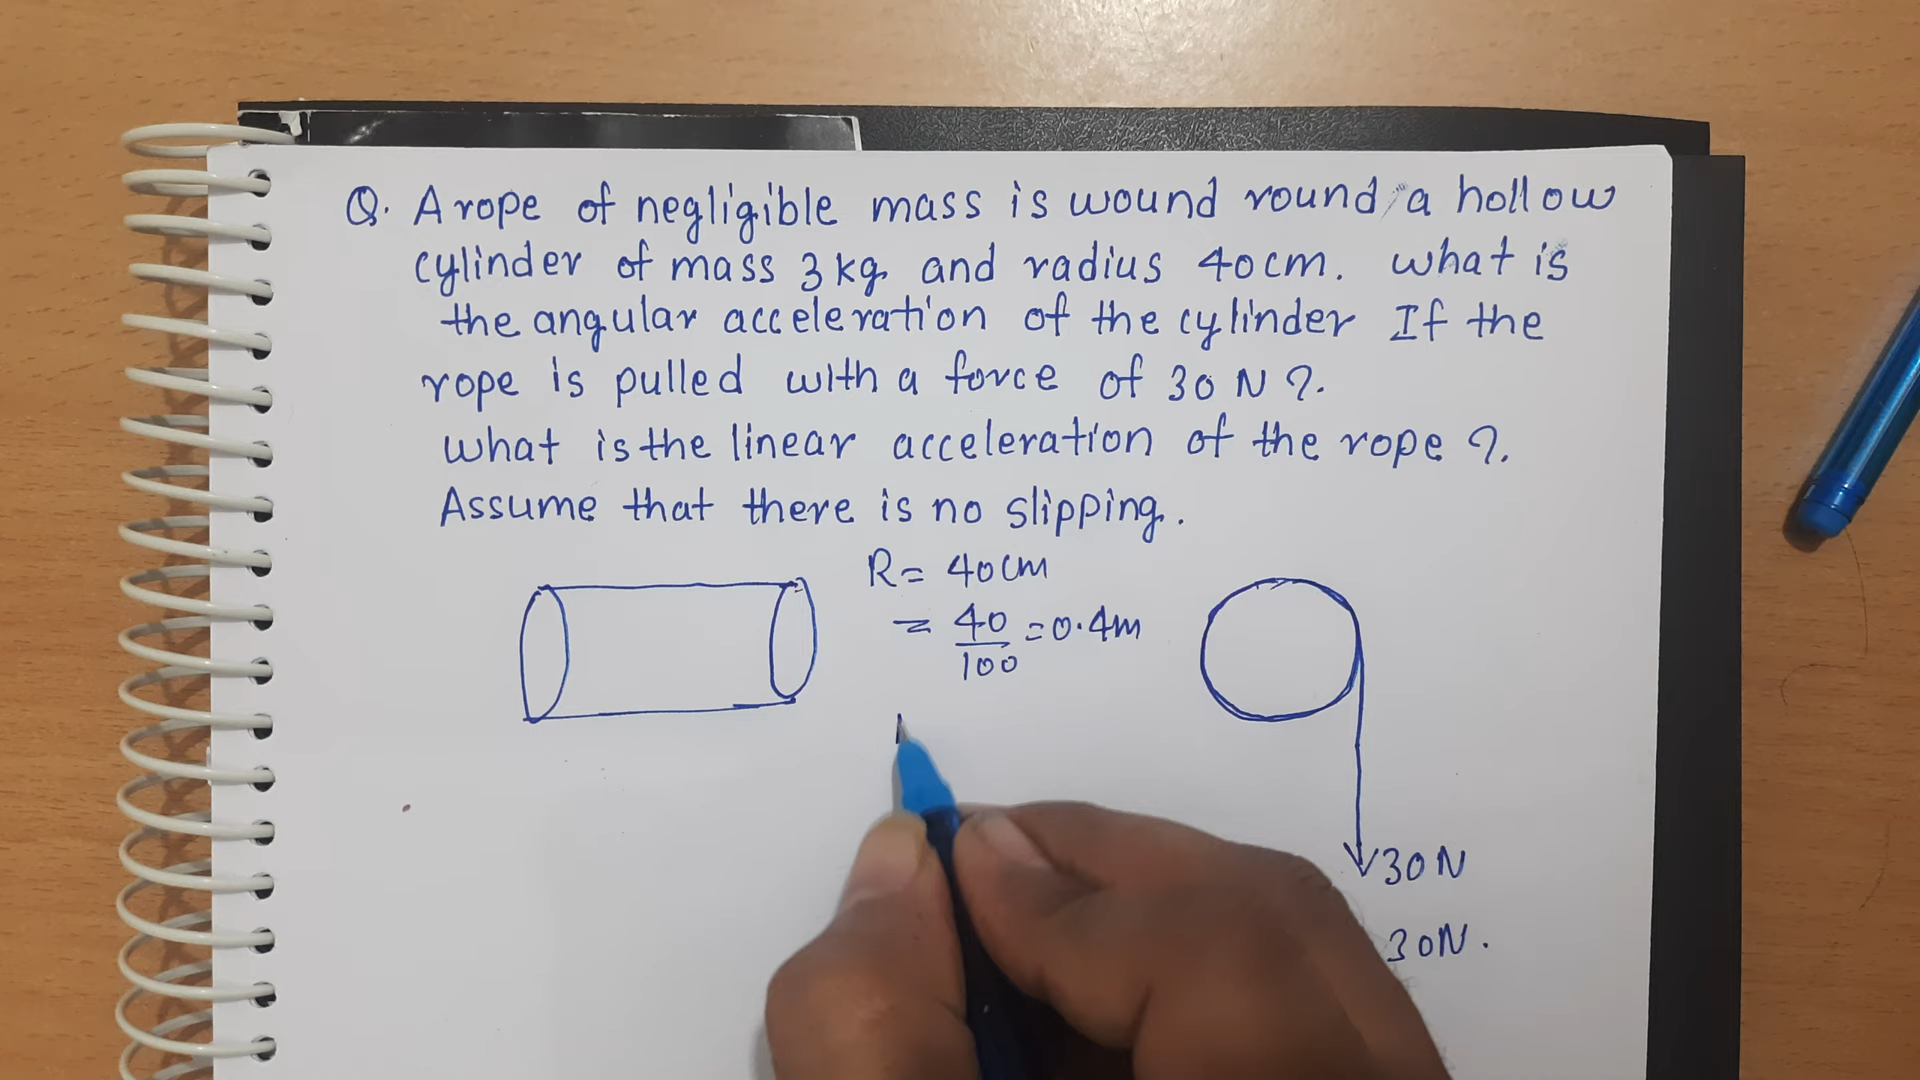 Q. A rope of negligible mass is wound round a hollow
cylinder of mass 3 kg and radius 40 cm. what is
the angular acceleration of the cylinder If the
rope is pulled with a force of 30 N ?.
what is the linear acceleration of the rope ?.
Assume that there is no slipping.
R = 40cm
= 40/100 = 0.4m
30 N
30N.